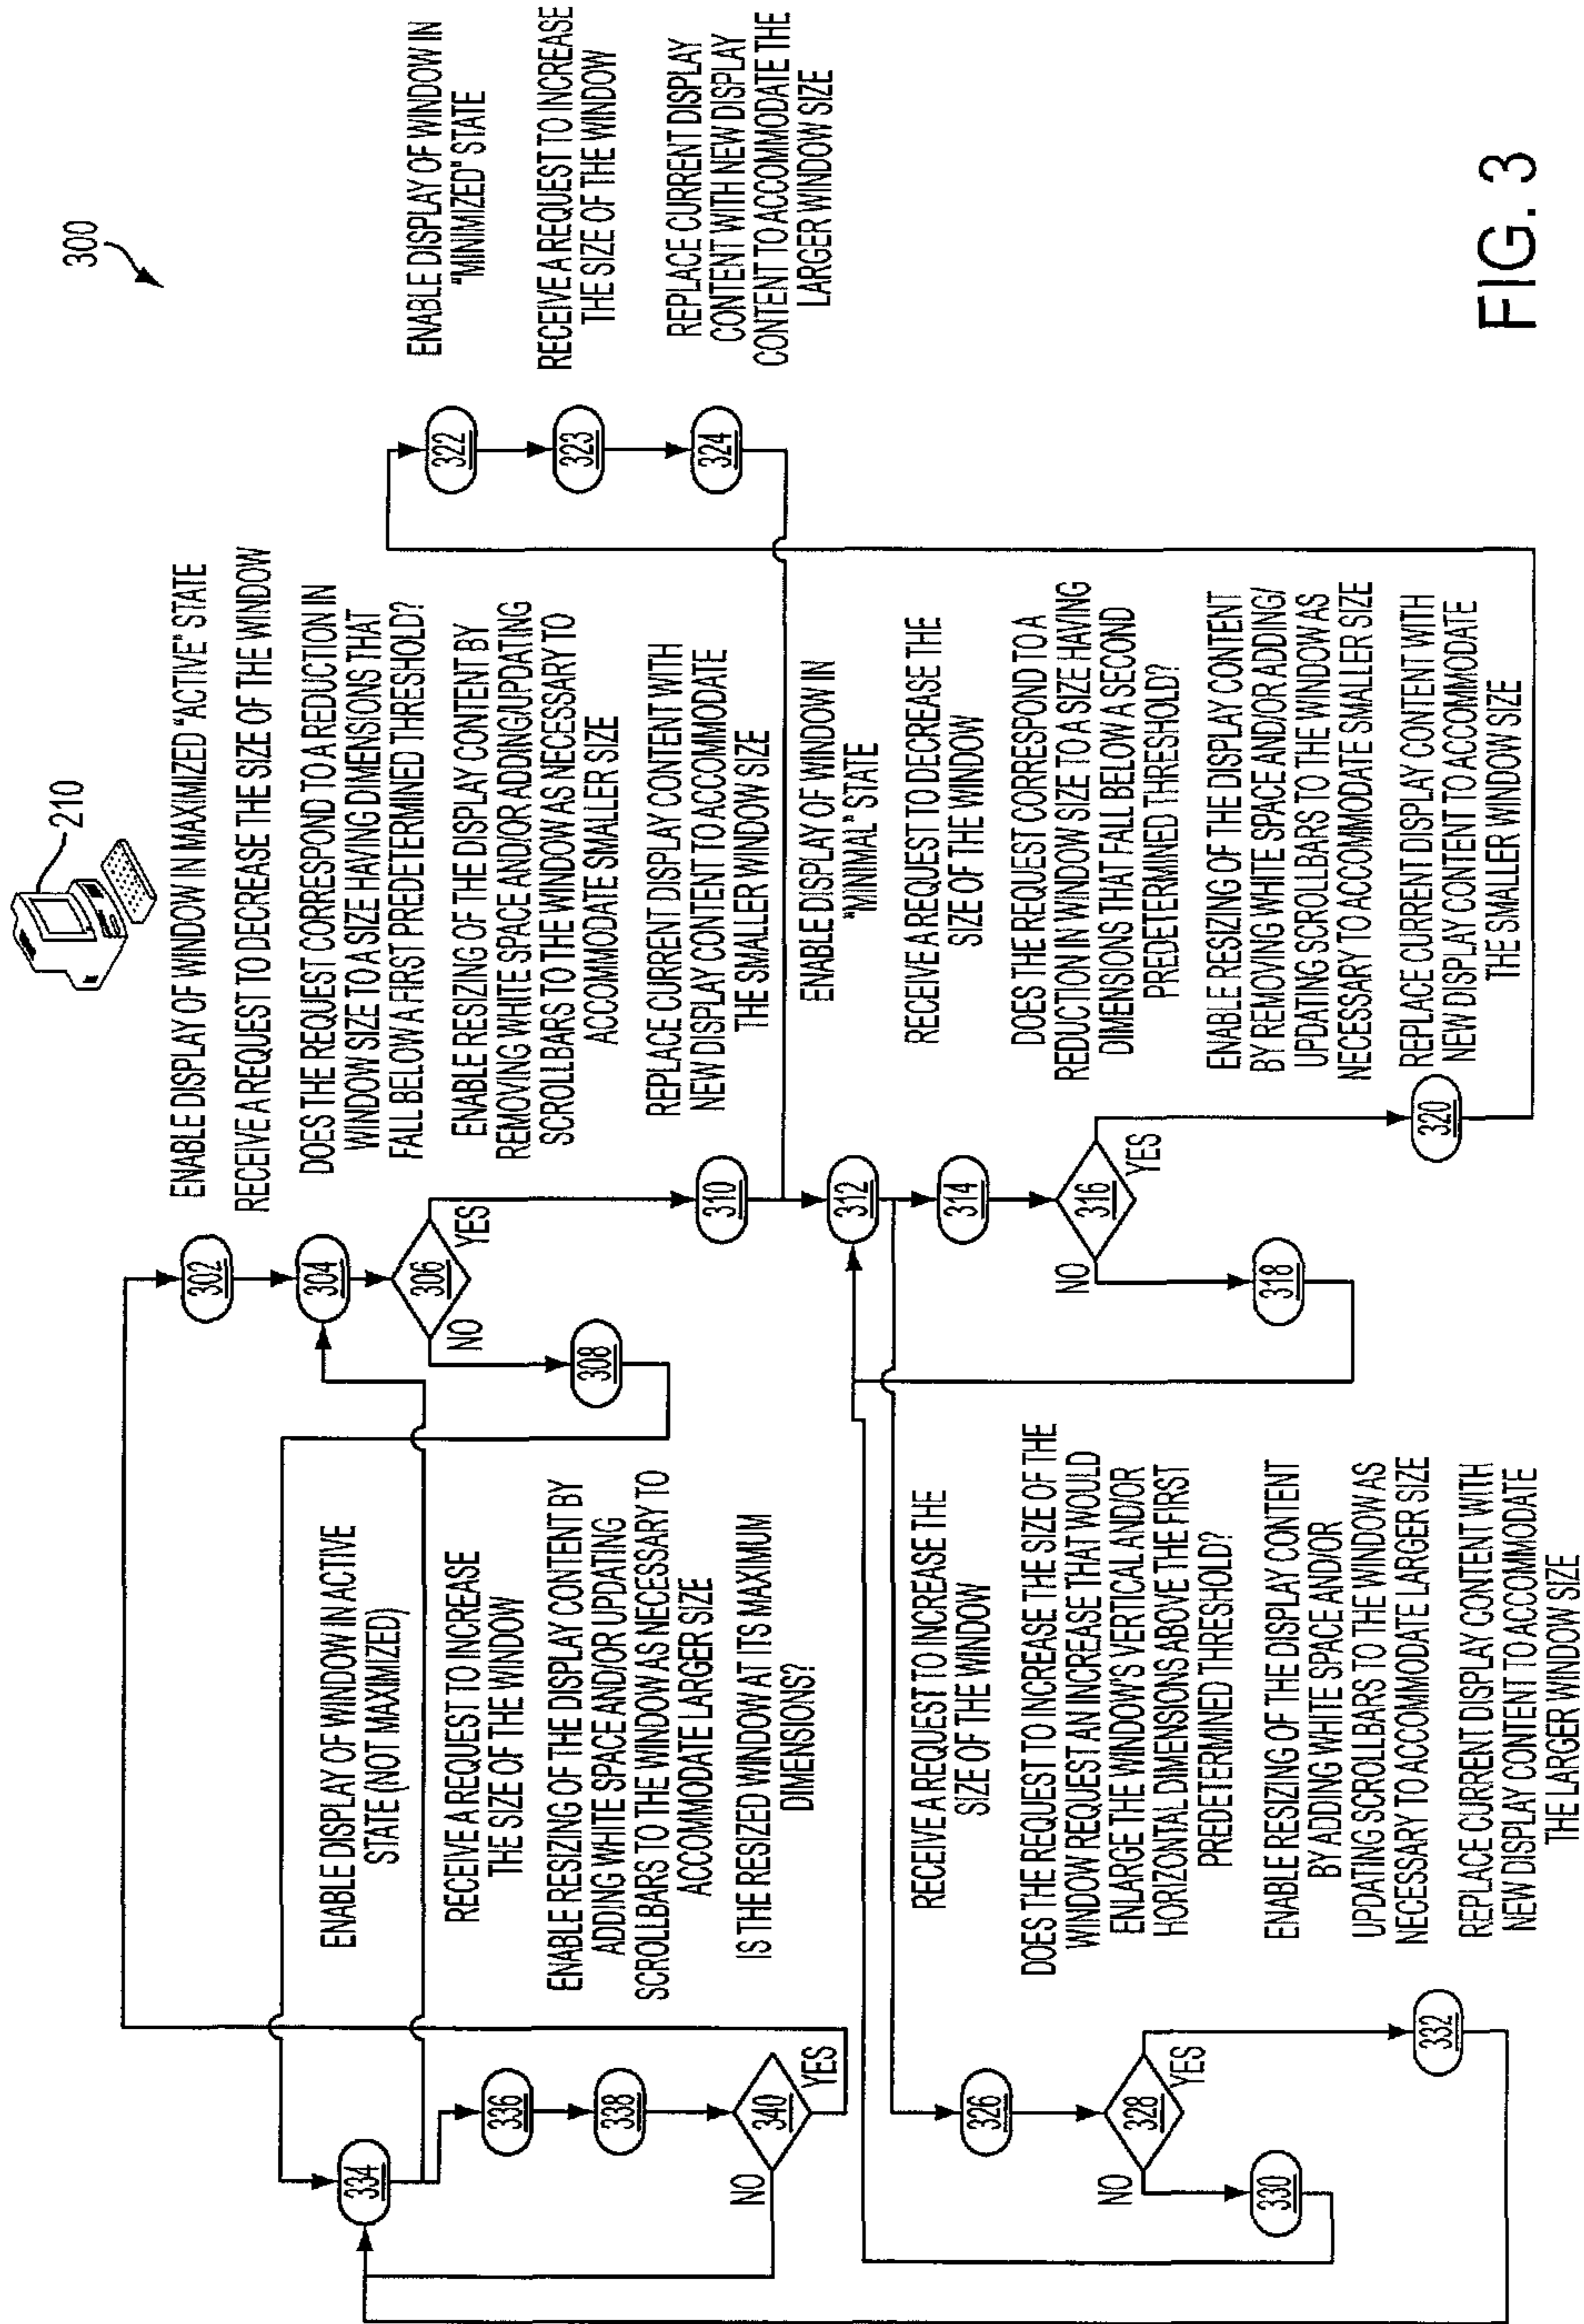 300
210
302
ENABLE DISPLAY OF WINDOW IN MAXIMIZED "ACTIVE" STATE
304
RECEIVE A REQUEST TO DECREASE THE SIZE OF THE WINDOW
306
DOES THE REQUEST CORRESPOND TO A REDUCTION IN
WINDOW SIZE TO A SIZE HAVING DIMENSIONS THAT
FALL BELOW A FIRST PREDETERMINED THRESHOLD?
NO
YES
308
ENABLE RESIZING OF THE DISPLAY CONTENT BY
REMOVING WHITE SPACE AND/OR ADDING/UPDATING
SCROLLBARS TO THE WINDOW AS NECESSARY TO
ACCOMMODATE SMALLER SIZE
310
REPLACE CURRENT DISPLAY CONTENT WITH
NEW DISPLAY CONTENT TO ACCOMMODATE
THE SMALLER WINDOW SIZE
312
ENABLE DISPLAY OF WINDOW IN
"MINIMAL" STATE
314
RECEIVE A REQUEST TO DECREASE THE
SIZE OF THE WINDOW
316
DOES THE REQUEST CORRESPOND TO A
REDUCTION IN WINDOW SIZE TO A SIZE HAVING
DIMENSIONS THAT FALL BELOW A SECOND
PREDETERMINED THRESHOLD?
NO
YES
318
ENABLE RESIZING OF THE DISPLAY CONTENT
BY REMOVING WHITE SPACE AND/OR ADDING/
UPDATING SCROLLBARS TO THE WINDOW AS
NECESSARY TO ACCOMMODATE SMALLER SIZE
320
REPLACE CURRENT DISPLAY CONTENT WITH
NEW DISPLAY CONTENT TO ACCOMMODATE
THE SMALLER WINDOW SIZE
322
ENABLE DISPLAY OF WINDOW IN
"MINIMIZED" STATE
323
RECEIVE A REQUEST TO INCREASE
THE SIZE OF THE WINDOW
324
REPLACE CURRENT DISPLAY
CONTENT WITH NEW DISPLAY
CONTENT TO ACCOMMODATE THE
LARGER WINDOW SIZE
334
ENABLE DISPLAY OF WINDOW IN ACTIVE
STATE (NOT MAXIMIZED)
336
RECEIVE A REQUEST TO INCREASE
THE SIZE OF THE WINDOW
338
ENABLE RESIZING OF THE DISPLAY CONTENT BY
ADDING WHITE SPACE AND/OR UPDATING
SCROLLBARS TO THE WINDOW AS NECESSARY TO
ACCOMMODATE LARGER SIZE
340
IS THE RESIZED WINDOW AT ITS MAXIMUM
DIMENSIONS?
NO
YES
326
RECEIVE A REQUEST TO INCREASE THE
SIZE OF THE WINDOW
328
DOES THE REQUEST TO INCREASE THE SIZE OF THE
WINDOW REQUEST AN INCREASE THAT WOULD
ENLARGE THE WINDOW'S VERTICAL AND/OR
HORIZONTAL DIMENSIONS ABOVE THE FIRST
PREDETERMINED THRESHOLD?
NO
YES
330
ENABLE RESIZING OF THE DISPLAY CONTENT
BY ADDING WHITE SPACE AND/OR
UPDATING SCROLLBARS TO THE WINDOW AS
NECESSARY TO ACCOMMODATE LARGER SIZE
332
REPLACE CURRENT DISPLAY CONTENT WITH
NEW DISPLAY CONTENT TO ACCOMMODATE
THE LARGER WINDOW SIZE
FIG. 3